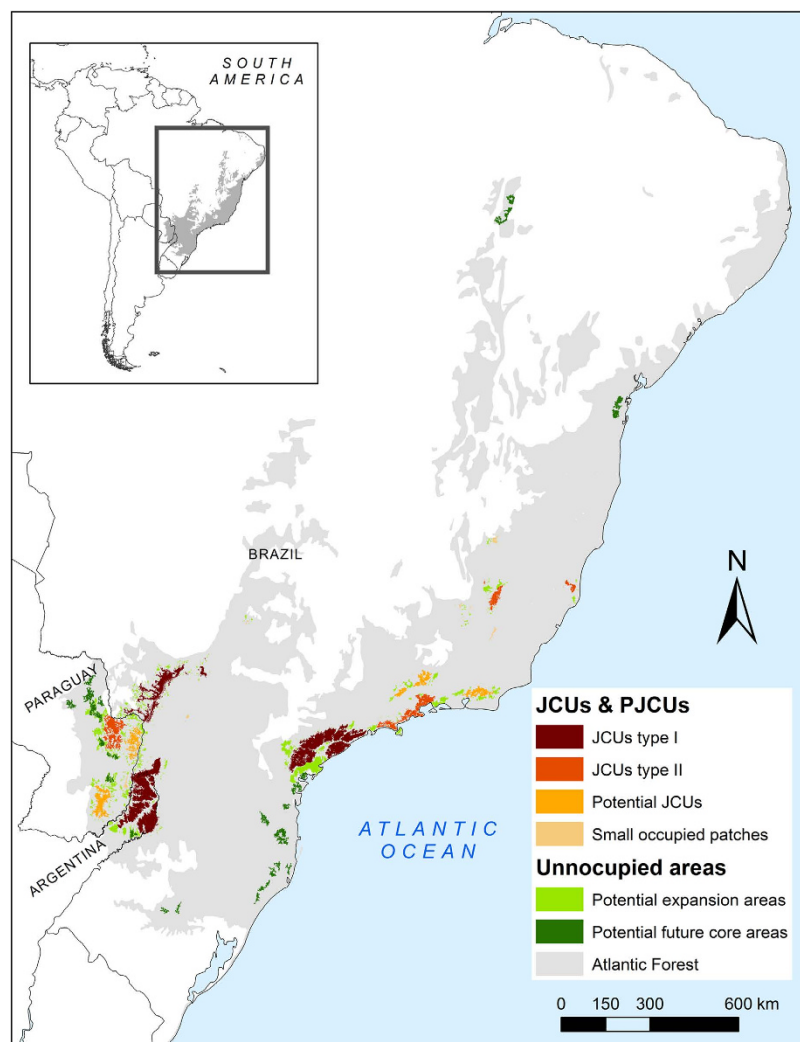 SOUTH
AMERICA
BRAZIL
PARAGUAY
ARGENTINA
ATLANTIC
OCEAN
N
JCUs & PJCUs
JCUs type I
JCUs type II
Potential JCUs
Small occupied patches
Unnocupied areas
Potential expansion areas
Potential future core areas
Atlantic Forest
0 150 300 600 km